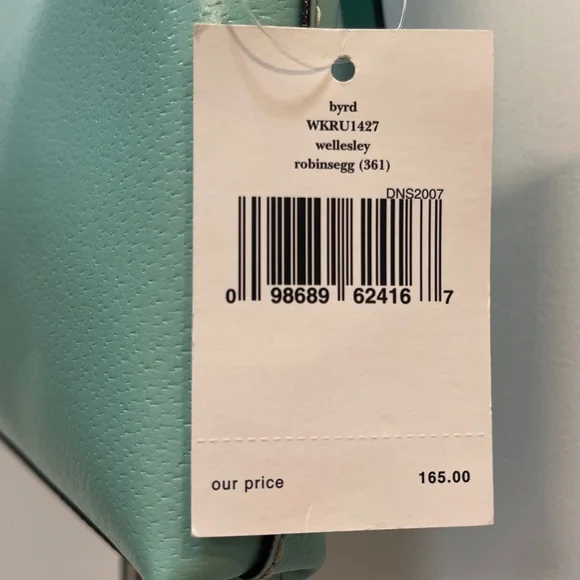 byrd
WKRU1427
wellesley
robinsegg (361)
DNS2007
0 98689 62416 7
our price 165.00